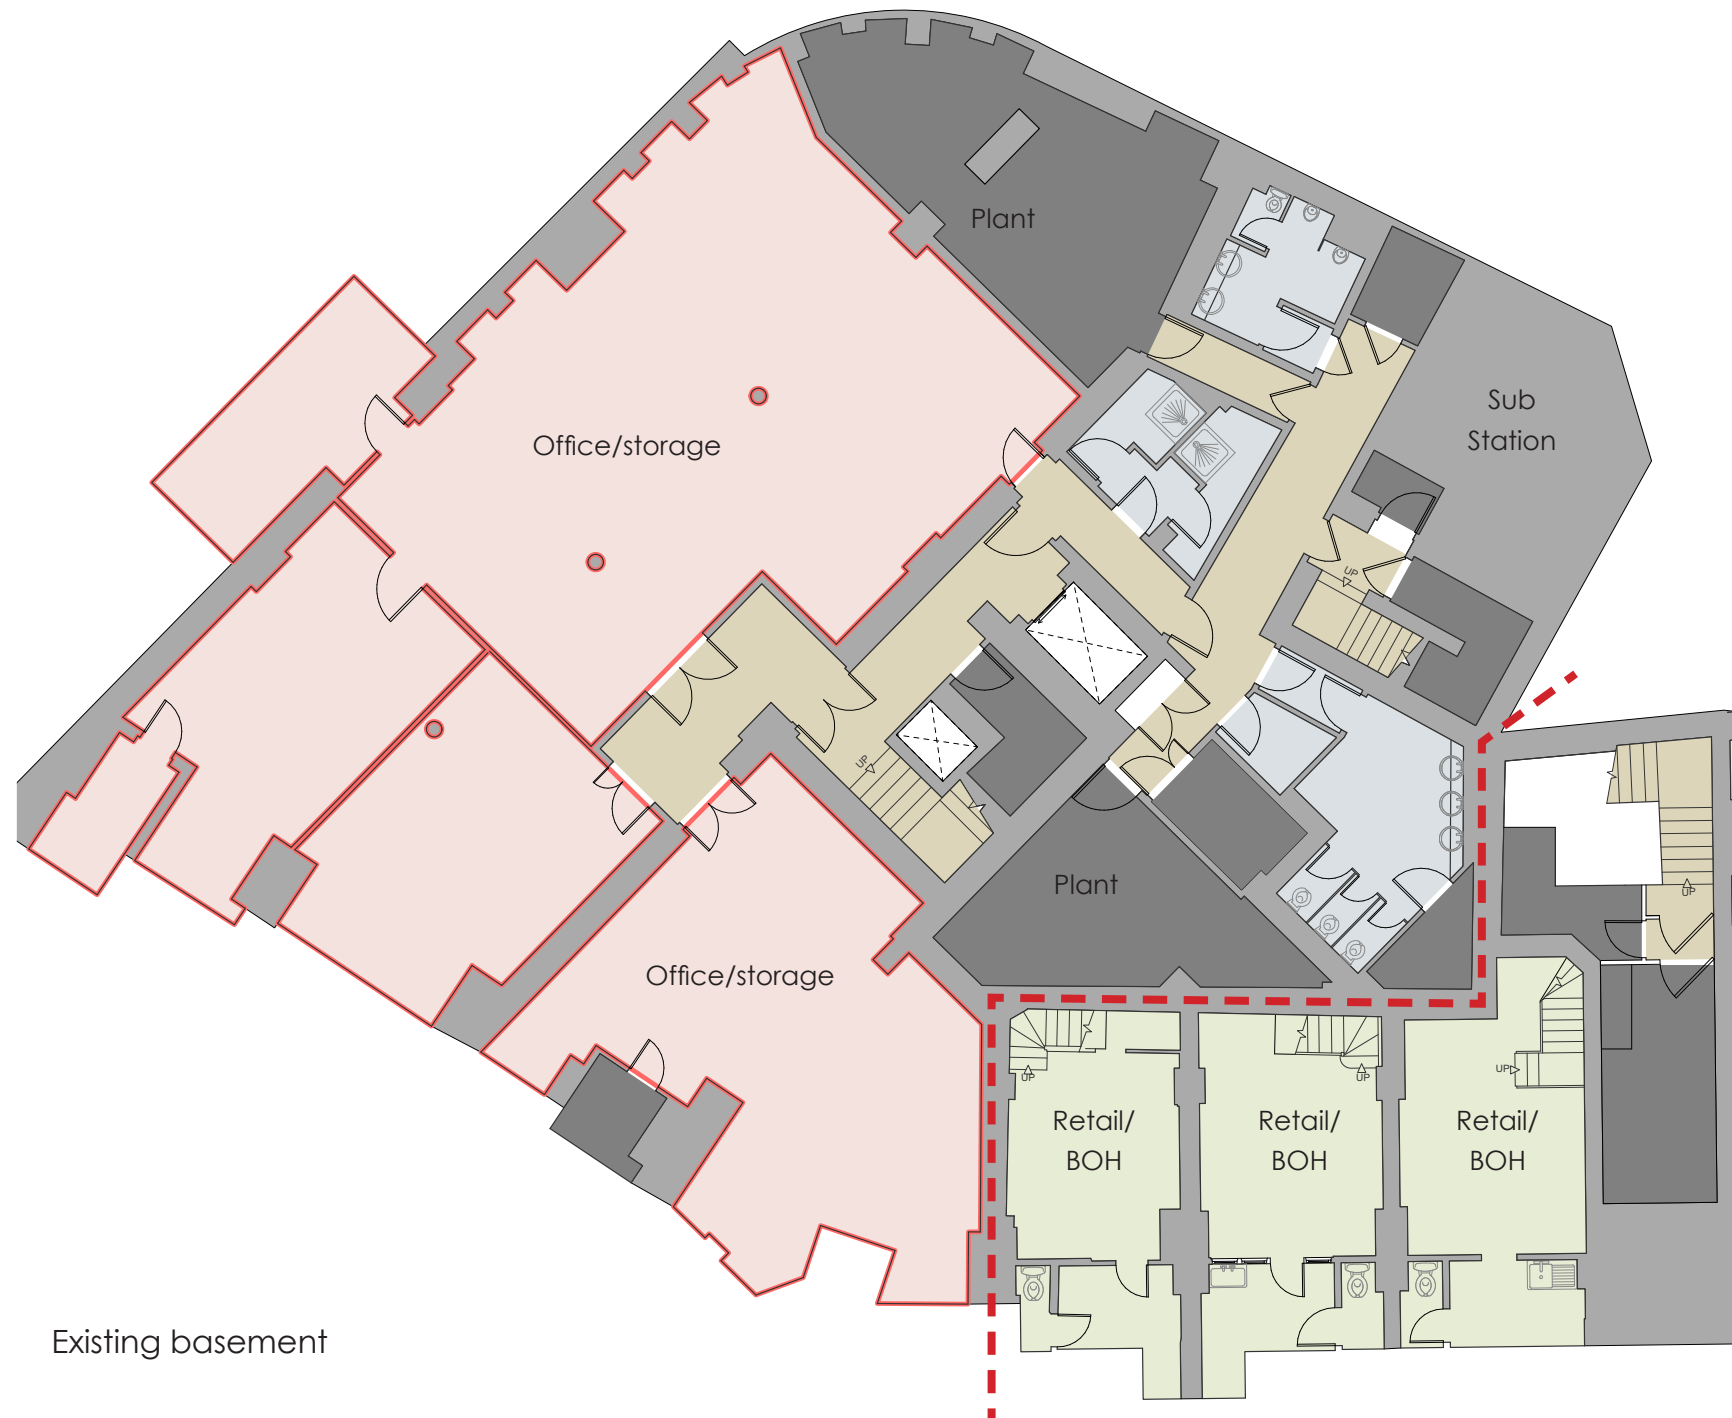 Plant
Sub
Station
Office/storage
UP
UP
UP
Plant
Office/storage
UP
UP
UP
Retail/
BOH
Retail/
BOH
Retail/
BOH
Existing basement